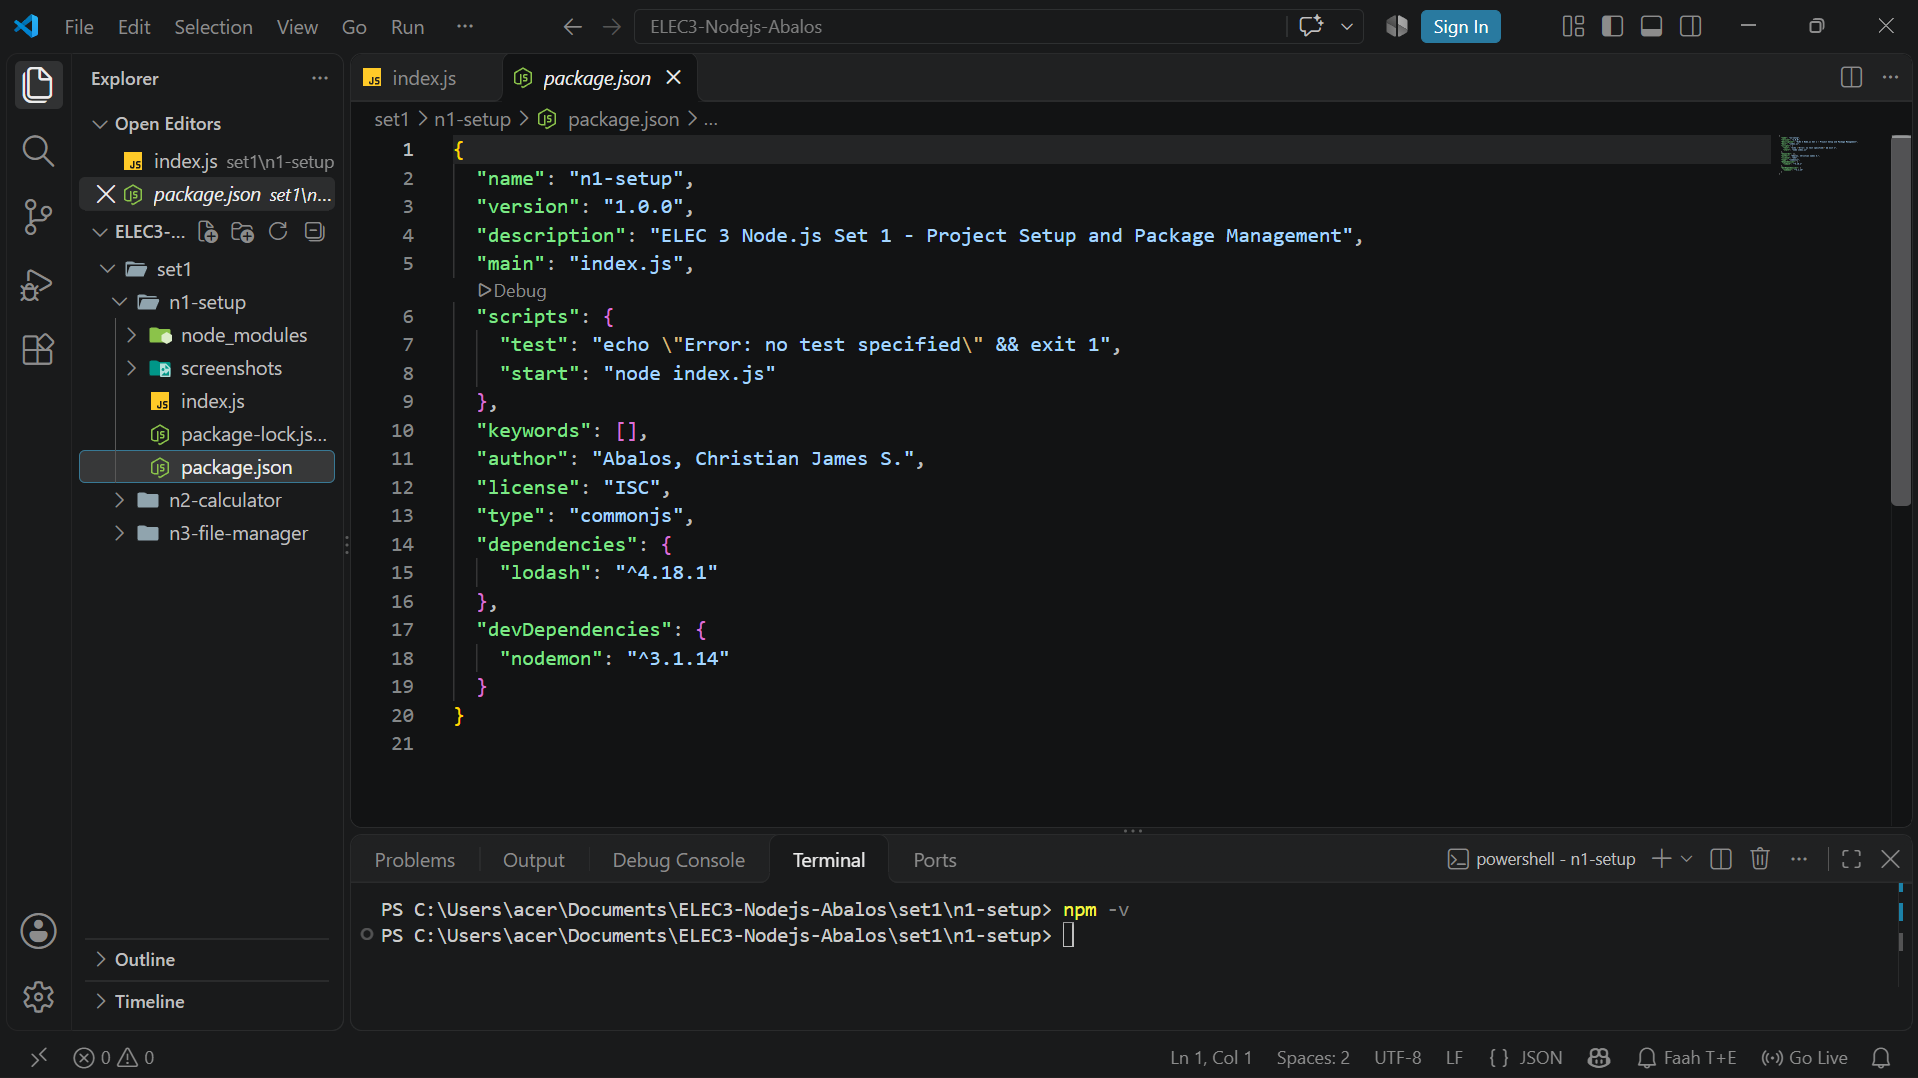 File Edit Selection View Go Run ···
ELEC3-Nodejs-Abalos
Sign In
Explorer
Open Editors
index.js set1\n1-setup
package.json set1\n...
ELEC3-...
set1
n1-setup
node_modules
screenshots
index.js
package-lock.js...
package.json
n2-calculator
n3-file-manager
Outline
Timeline
index.js
package.json
set1 > n1-setup > package.json > ...
1 {
2 "name": "n1-setup",
3 "version": "1.0.0",
4 "description": "ELEC 3 Node.js Set 1 - Project Setup and Package Management",
5 "main": "index.js",
Debug
6 "scripts": {
7 "test": "echo \"Error: no test specified\" && exit 1",
8 "start": "node index.js"
9 },
10 "keywords": [],
11 "author": "Abalos, Christian James S.",
12 "license": "ISC",
13 "type": "commonjs",
14 "dependencies": {
15 "lodash": "^4.18.1"
16 },
17 "devDependencies": {
18 "nodemon": "^3.1.14"
19 }
20 }
21
Problems Output Debug Console Terminal Ports
powershell - n1-setup
PS C:\Users\acer\Documents\ELEC3-Nodejs-Abalos\set1\n1-setup> npm -v
PS C:\Users\acer\Documents\ELEC3-Nodejs-Abalos\set1\n1-setup>
0 0
Ln 1, Col 1 Spaces: 2 UTF-8 LF { } JSON Faah T+E Go Live